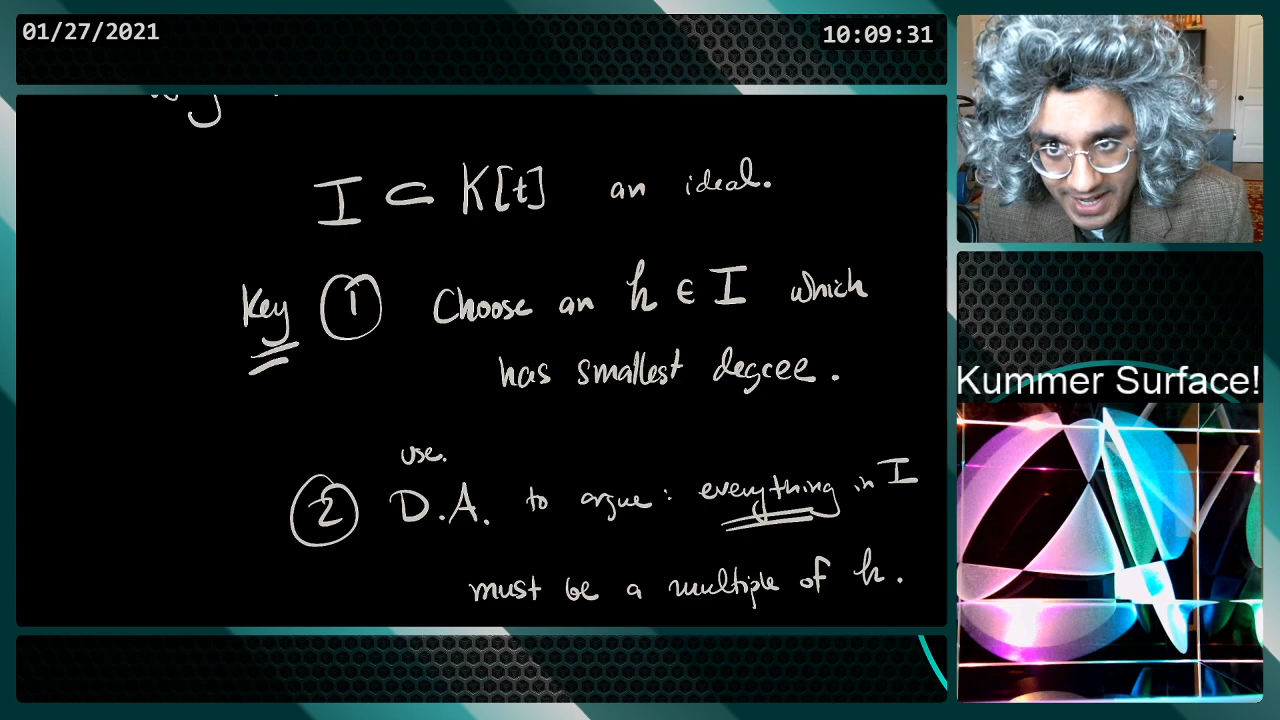 01/27/2021
10:09:31
I ⊂ K[t] an ideal.
Key ① Choose an h ∈ I which
has smallest degree.
use.
② D.A. to argue: everything in I
must be a multiple of h.
Kummer Surface!